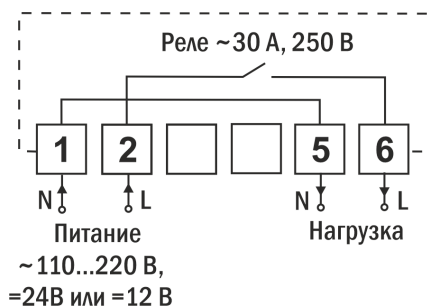 Реле ~30 А, 250 В
1 2 5 6
N L N L
Питание Нагрузка
~110...220 В,
=24В или =12 В